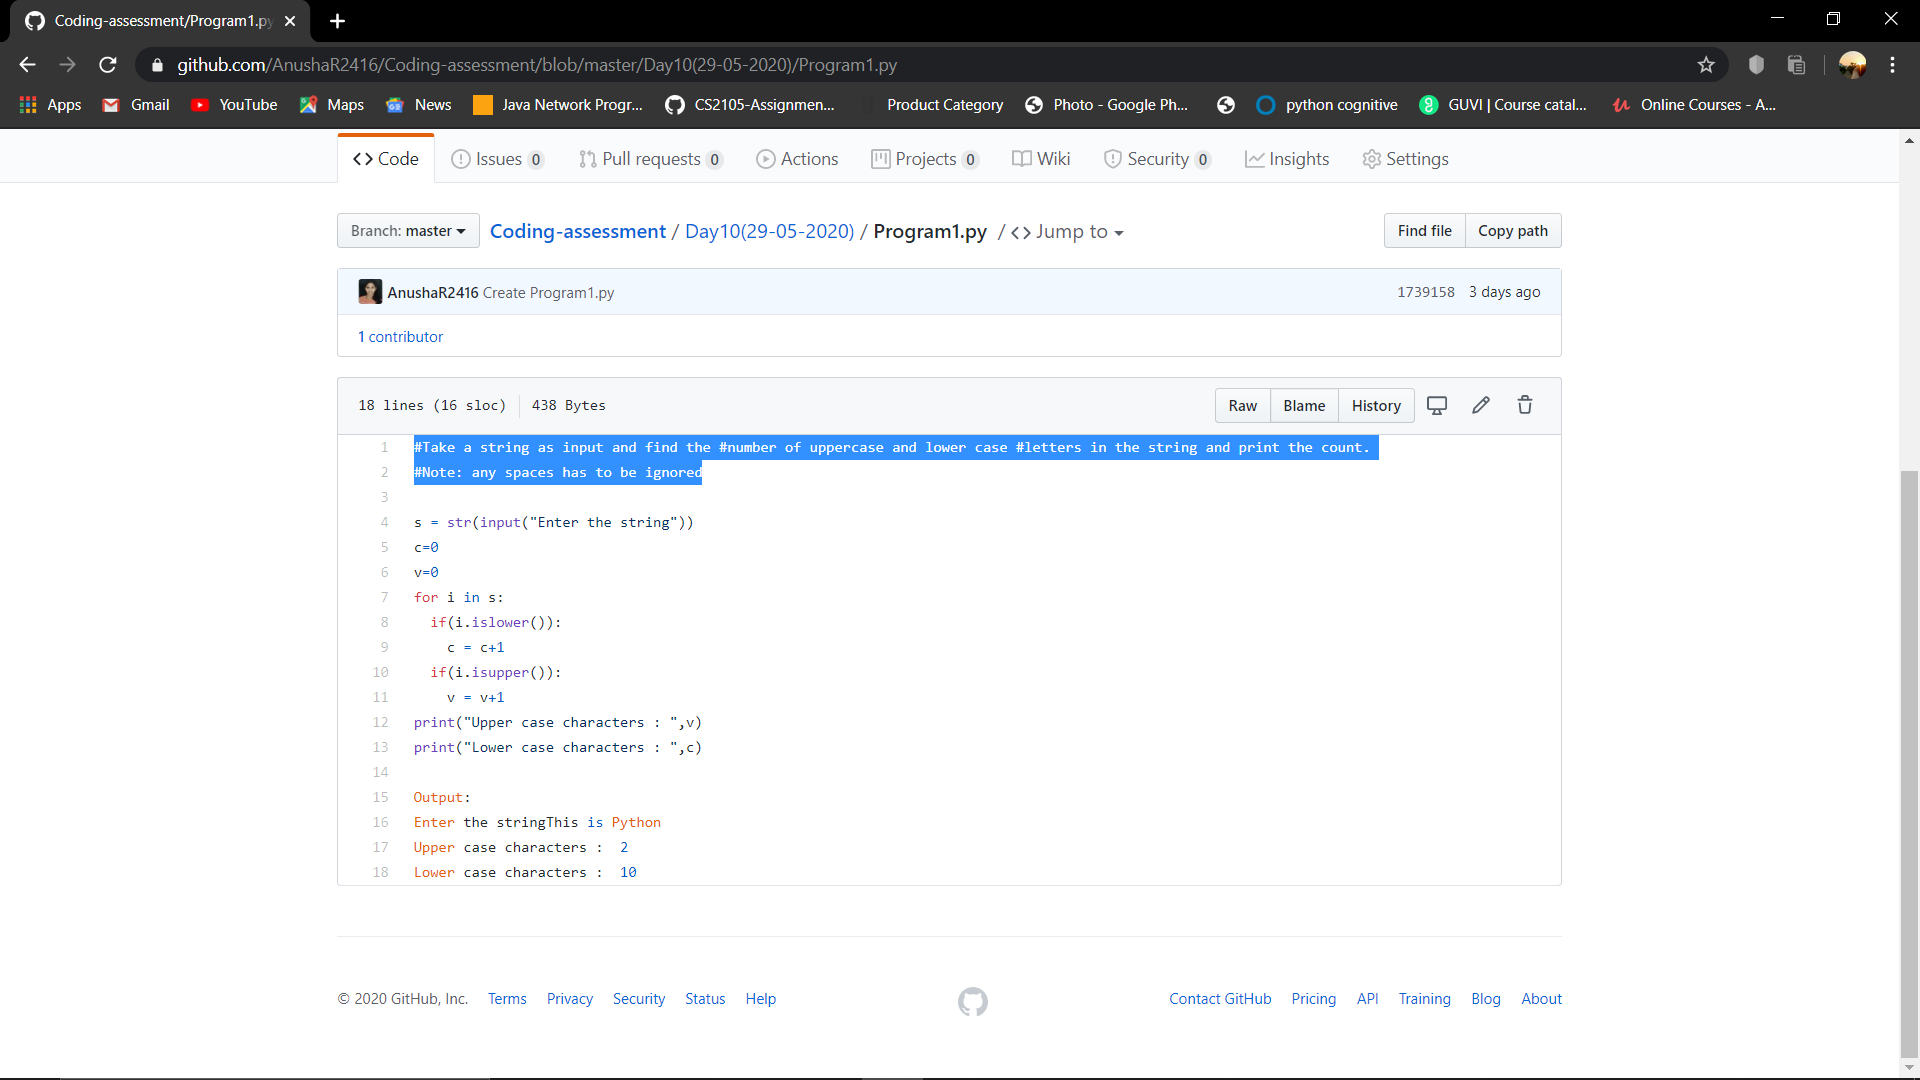 Coding-assessment/Program1.py
github.com/AnushaR2416/Coding-assessment/blob/master/Day10(29-05-2020)/Program1.py
Apps Gmail YouTube Maps News Java Network Progr... CS2105-Assignmen... Product Category Photo - Google Ph... python cognitive GUVI | Course catal... Online Courses - A...
Code Issues 0 Pull requests 0 Actions Projects 0 Wiki Security 0 Insights Settings
Branch: master Coding-assessment / Day10(29-05-2020) / Program1.py / <> Jump to Find file Copy path
AnushaR2416 Create Program1.py 1739158 3 days ago
1 contributor
18 lines (16 sloc) 438 Bytes Raw Blame History
1 #Take a string as input and find the #number of uppercase and lower case #letters in the string and print the count.
2 #Note: any spaces has to be ignored
3
4 s = str(input("Enter the string"))
5 c=0
6 v=0
7 for i in s:
8 if(i.islower()):
9 c = c+1
10 if(i.isupper()):
11 v = v+1
12 print("Upper case characters : ",v)
13 print("Lower case characters : ",c)
14
15 Output:
16 Enter the stringThis is Python
17 Upper case characters : 2
18 Lower case characters : 10
© 2020 GitHub, Inc. Terms Privacy Security Status Help Contact GitHub Pricing API Training Blog About